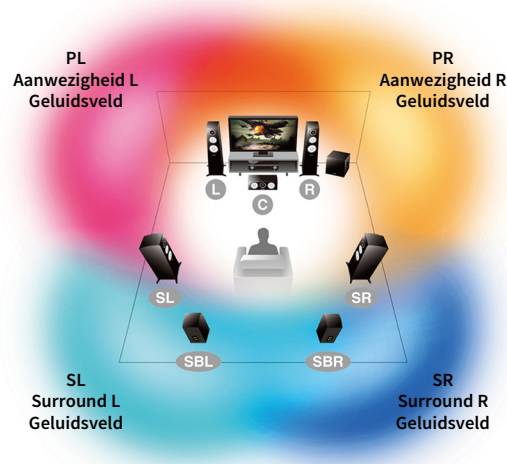 PL
Aanwezigheid L
Geluidsveld
PR
Aanwezigheid R
Geluidsveld
L
R
C
SL
SR
SBL
SBR
SL
Surround L
Geluidsveld
SR
Surround R
Geluidsveld